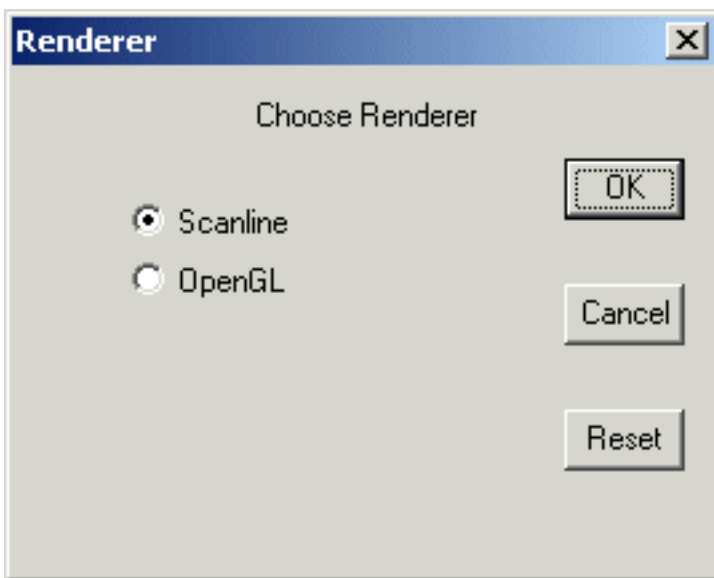 Renderer
Choose Renderer
Scanline
OpenGL
OK
Cancel
Reset